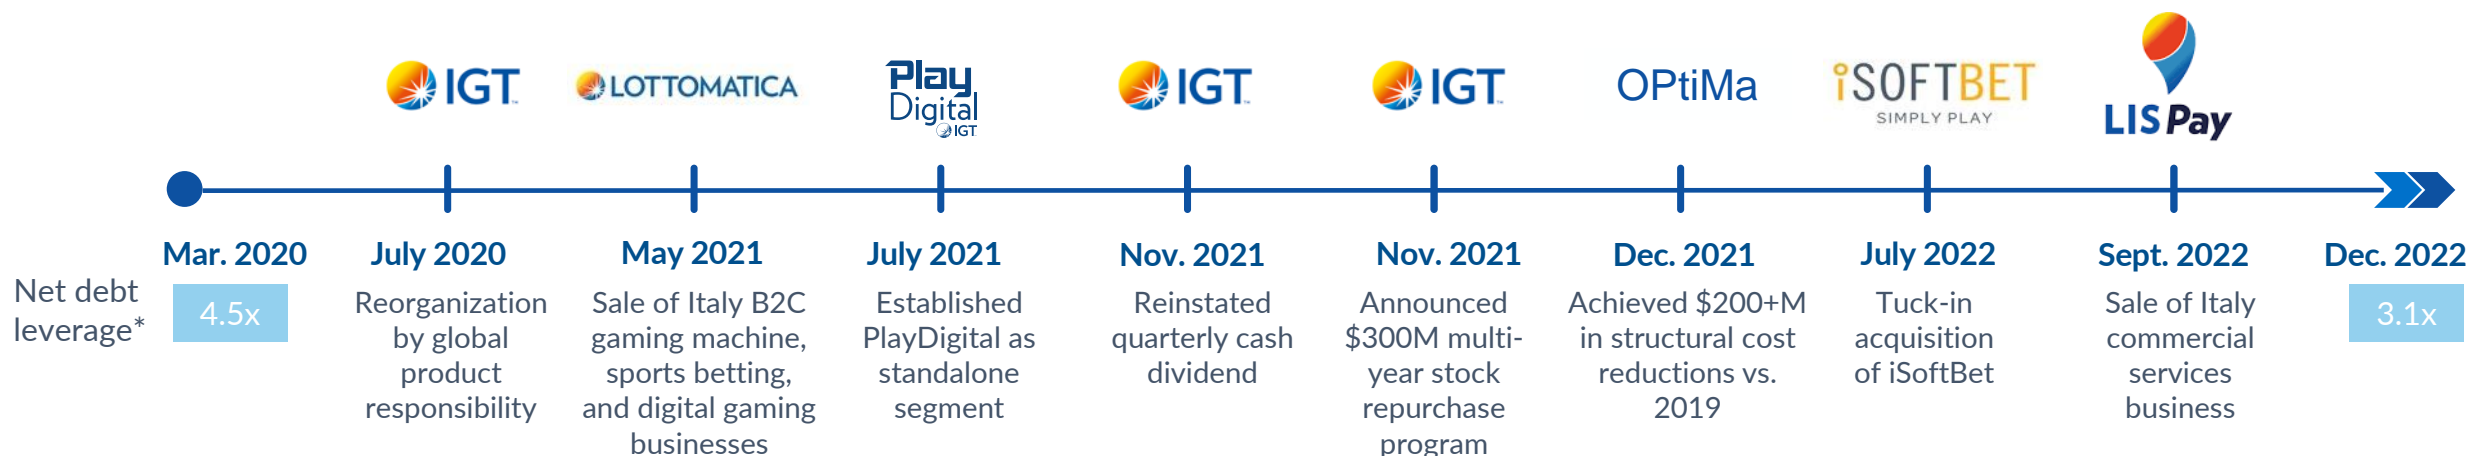 IGT
LOTTOMATICA
Play
Digital
IGT
IGT
IGT
OPtiMa
iSOFTBET
SIMPLY PLAY
LIS Pay
Net debt
leverage*
Mar. 2020
4.5x
July 2020
Reorganization
by global
product
responsibility
May 2021
Sale of Italy B2C
gaming machine,
sports betting,
and digital gaming
businesses
July 2021
Established
PlayDigital as
standalone
segment
Nov. 2021
Reinstated
quarterly cash
dividend
Nov. 2021
Announced
$300M multi-
year stock
repurchase
program
Dec. 2021
Achieved $200+M
in structural cost
reductions vs.
2019
July 2022
Tuck-in
acquisition
of iSoftBet
Sept. 2022
Sale of Italy
commercial
services
business
Dec. 2022
3.1x